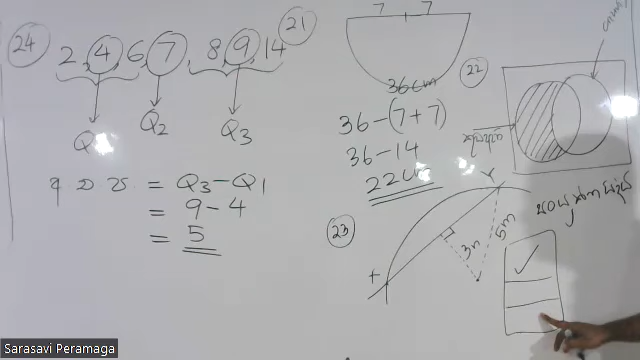 24
2, 4, 6, 7, 8, 9, 14
Q
Q2
Q3
= Q3 - Q1
= 9 - 4
= 5
21
7 7
36cm
36-(7+7)
36-14
22cm
22
23
3m
5m
Sarasavi Peramaga